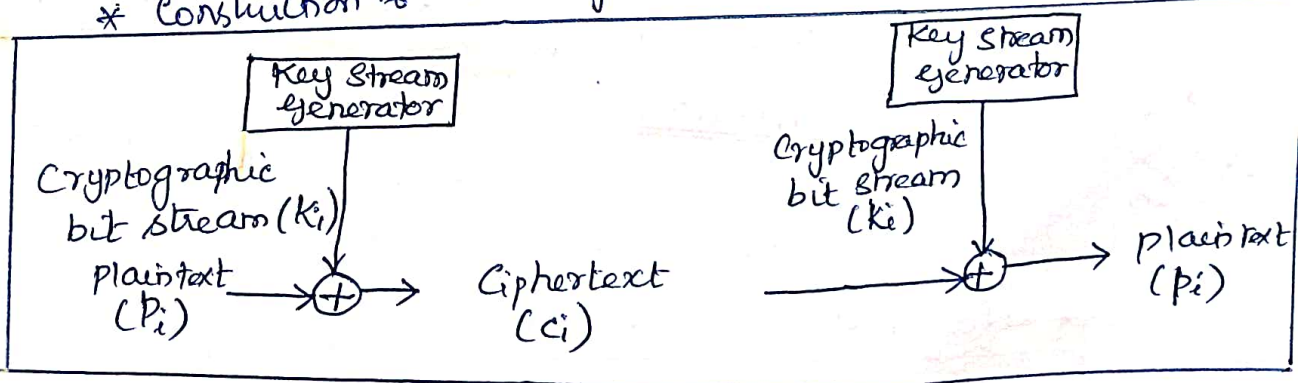 * Construction
Key Stream
generator
Cryptographic
bit stream (Ki)
plaintext
(Pi)
+
Ciphertext
(Ci)
Key Stream
generator
Cryptographic
bit stream
(Ki)
+
plaintext
(pi)